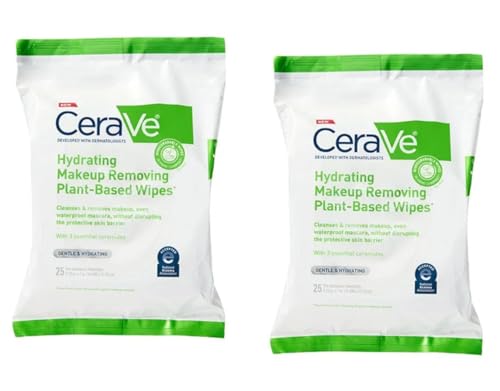 NEW
CeraVe
DEVELOPED WITH DERMATOLOGISTS
Hydrating
Makeup Removing
Plant-Based Wipes
Cleanses & removes makeup, even
waterproof mascara, without disrupting
the protective skin barrier
With 3 essential ceramides
GENTLE & HYDRATING
25
NEW
CeraVe
DEVELOPED WITH DERMATOLOGISTS
Hydrating
Makeup Removing
Plant-Based Wipes
Cleanses & removes makeup, even
waterproof mascara, without disrupting
the protective skin barrier
With 3 essential ceramides
GENTLE & HYDRATING
25